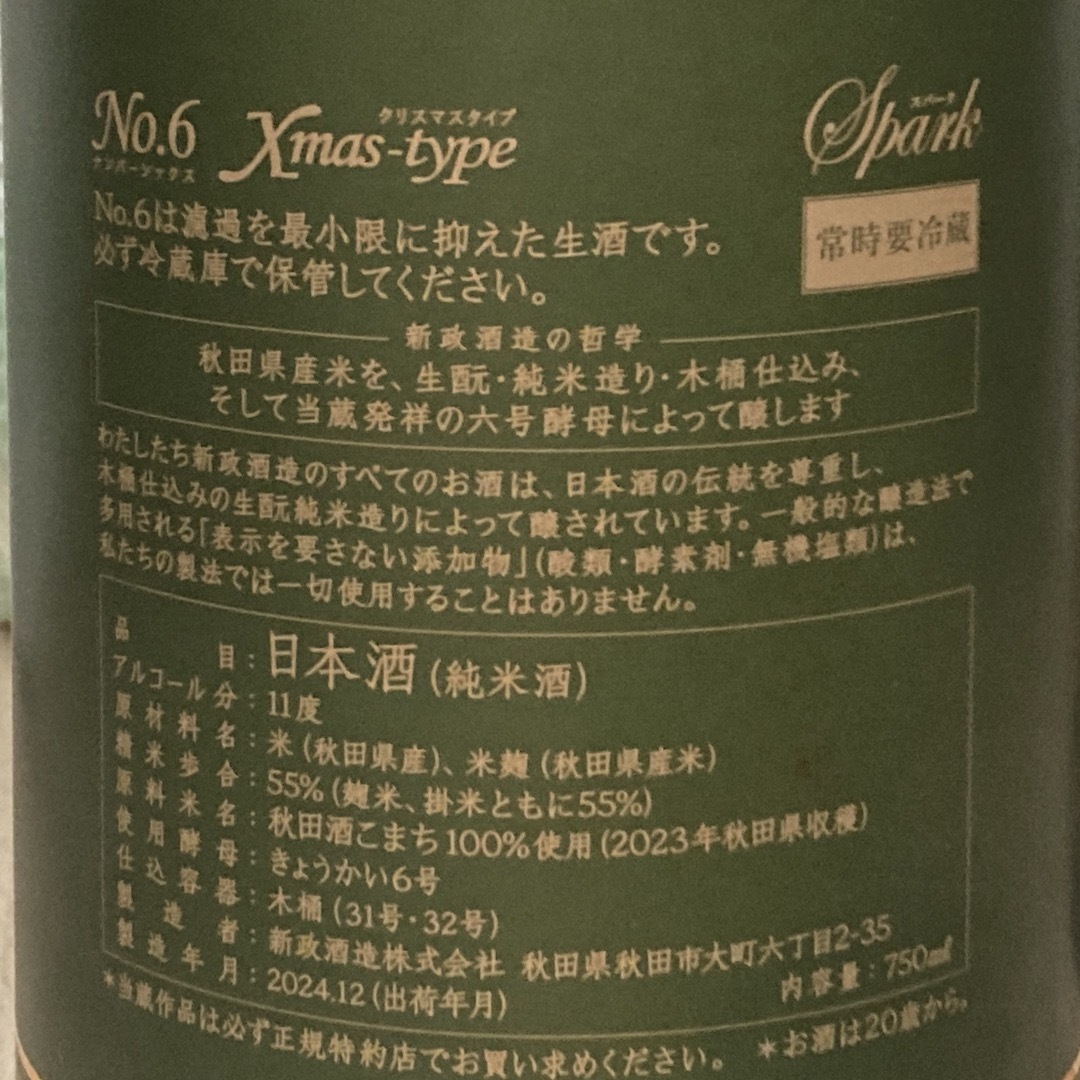 No.6
ナンバーシックス
クリスマスタイプ
Xmas-type
スパーク
Spark
No.6は濾過を最小限に抑えた生酒です。
必ず冷蔵庫で保管してください。
常時要冷蔵
新政酒造の哲学
秋田県産米を、生酛・純米造り・木桶仕込み、
そして当蔵発祥の六号酵母によって醸します
わたしたち新政酒造のすべてのお酒は、日本酒の伝統を尊重し、
木桶仕込みの生酛純米造りによって醸されています。一般的な醸造法で
多用される「表示を要さない添加物」(酸類・酵素剤・無機塩類)は、
私たちの製法では一切使用することはありません。
品目：日本酒 (純米酒)
アルコール分：11度
原材料名：米 (秋田県産)、米麹 (秋田県産米)
精米歩合：55% (麹米、掛米ともに55%)
原料米名：秋田酒こまち100%使用 (2023年秋田県収穫)
使用酵母：きょうかい6号
仕込容器：木桶 (31号・32号)
製造者：新政酒造株式会社 秋田県秋田市大町六丁目2-35
製造年月：2024.12 (出荷年月)
内容量：750mℓ
*当蔵作品は必ず正規特約店でお買い求めください。 *お酒は20歳から。